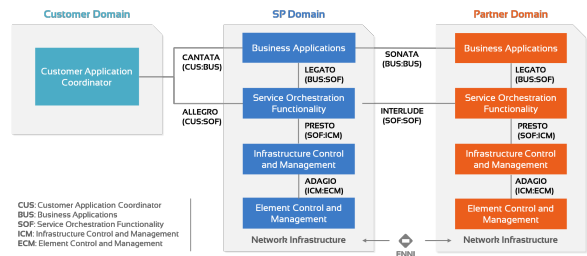 Customer Domain
SP Domain
Partner Domain
Customer Application
Coordinator
CANTATA
(CUS:BUS)
ALLEGRO
(CUS:SOF)
Business Applications
LEGATO
(BUS:SOF)
Service Orchestration
Functionality
PRESTO
(SOF:ICM)
Infrastructure Control
and Management
ADAGIO
(ICM:ECM)
Element Control and
Management
Network Infrastructure
SONATA
(BUS:BUS)
INTERLUDE
(SOF:SOF)
ENNI
Business Applications
LEGATO
(BUS:SOF)
Service Orchestration
Functionality
PRESTO
(SOF:ICM)
Infrastructure Control
and Management
ADAGIO
(ICM:ECM)
Element Control and
Management
Network Infrastructure
CUS: Customer Application Coordinator
BUS: Business Applications
SOF: Service Orchestration Functionality
ICM: Infrastructure Control and Management
ECM: Element Control and Management